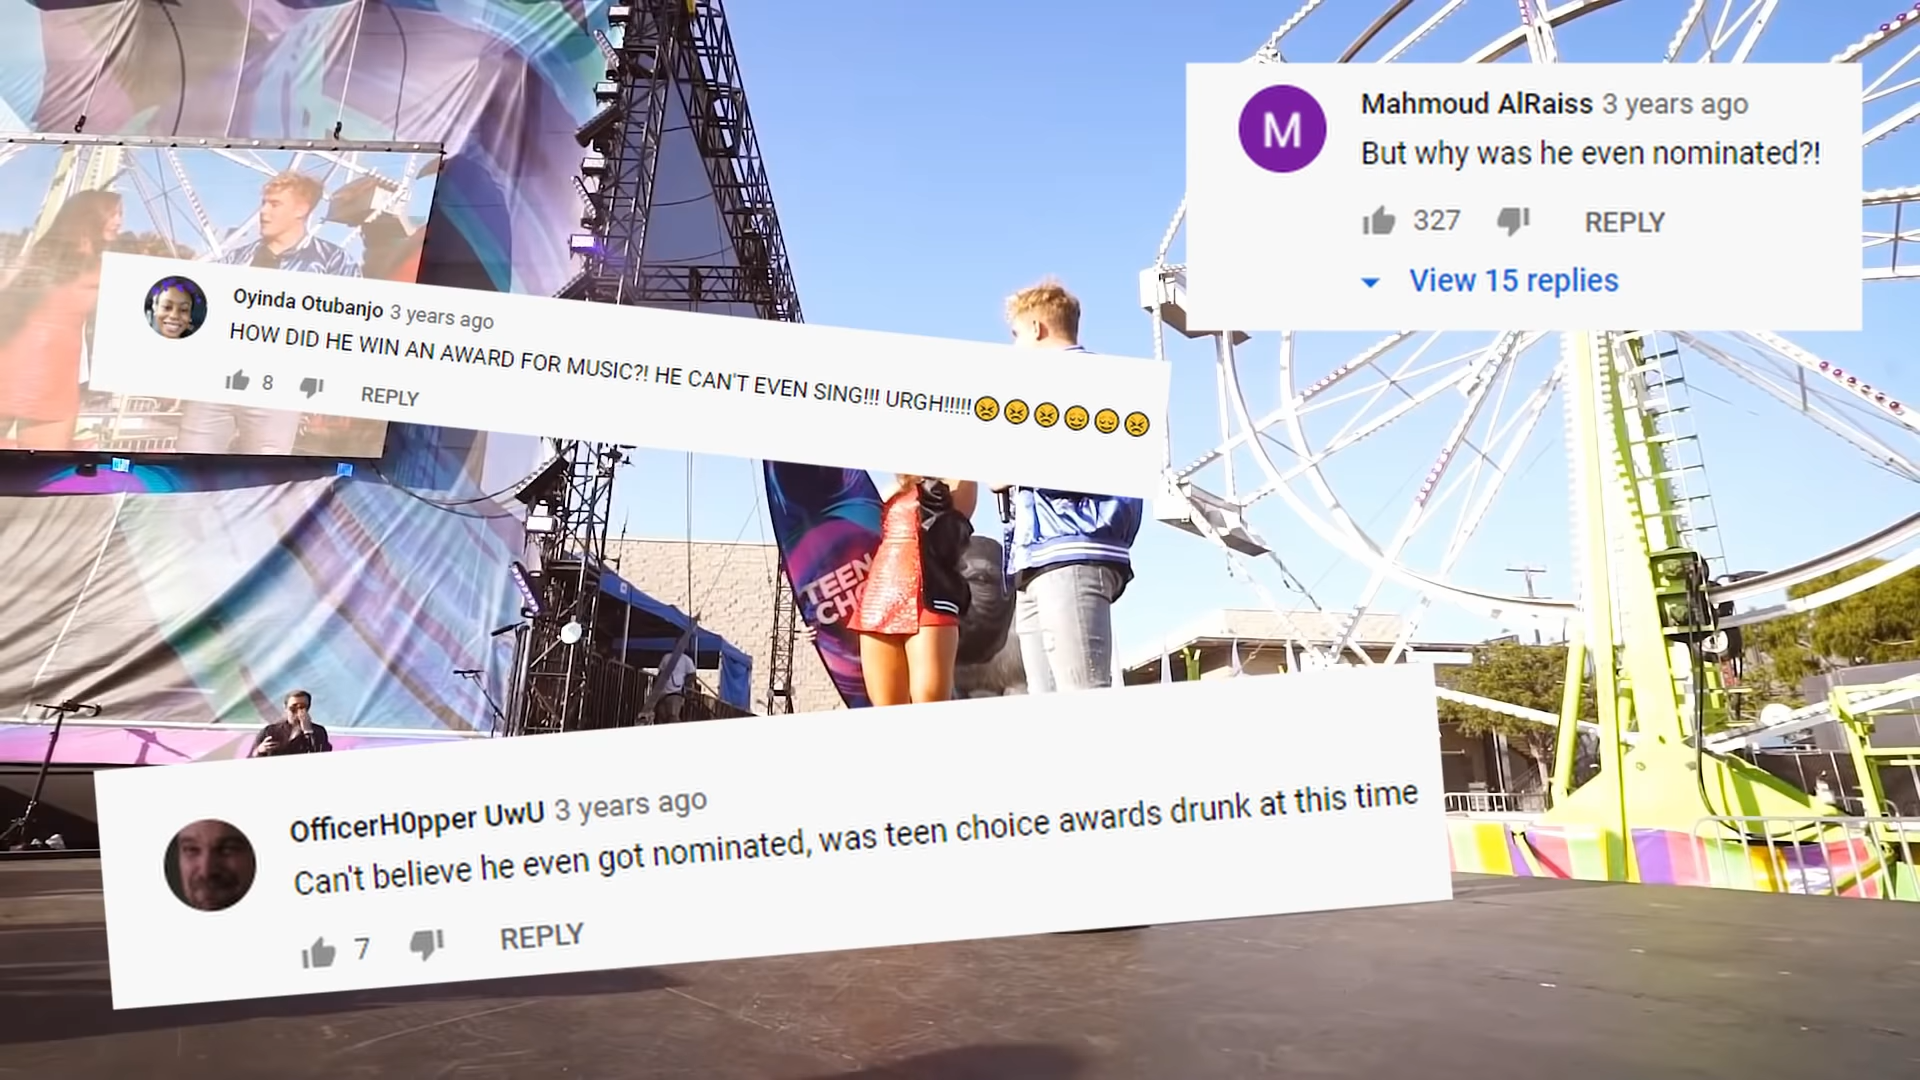 Mahmoud AlRaiss 3 years ago
But why was he even nominated?!
327 REPLY
View 15 replies
Oyinda Otubanjo 3 years ago
HOW DID HE WIN AN AWARD FOR MUSIC?! HE CAN'T EVEN SING!!! URGH!!!!!😣😣😣😔😔😣
8 REPLY
TEEN
CHO
OfficerH0pper UwU 3 years ago
Can't believe he even got nominated, was teen choice awards drunk at this time
7 REPLY
M